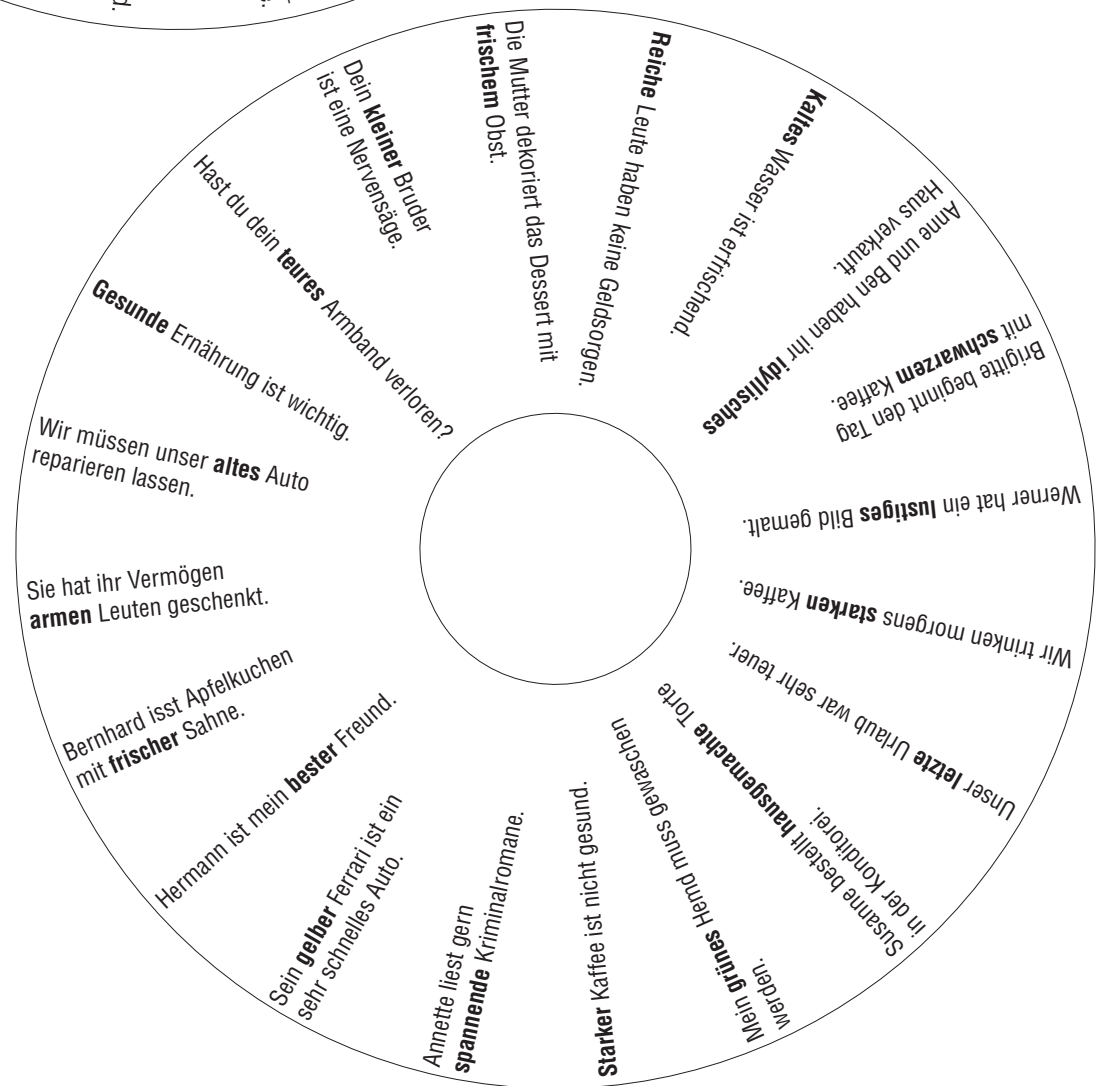 d.
Die Mutter dekoriert das Dessert mit
frischem Obst.
Reiche Leute haben keine Geldsorgen.
Kaltes Wasser ist erfrischend.
Anne und Ben haben ihr idyllisches
Haus verkauft.
Brigitte beginnt den Tag
mit schwarzem Kaffee.
Werner hat ein lustiges Bild gemalt.
Wir trinken morgens starken Kaffee.
Unser letzte Urlaub war sehr teuer.
Susanne bestellt hausgemachte Torte
in der Konditorei.
Mein grünes Hemd muss gewaschen
werden.
Starker Kaffee ist nicht gesund.
Annette liest gern
spannende Kriminalromane.
Sein gelber Ferrari ist ein
sehr schnelles Auto.
Hermann ist mein bester Freund.
Bernhard isst Apfelkuchen
mit frischer Sahne.
Sie hat ihr Vermögen
armen Leuten geschenkt.
Wir müssen unser altes Auto
reparieren lassen.
Gesunde Ernährung ist wichtig.
Hast du dein teures Armband verloren?
Dein kleiner Bruder
ist eine Nervensäge.